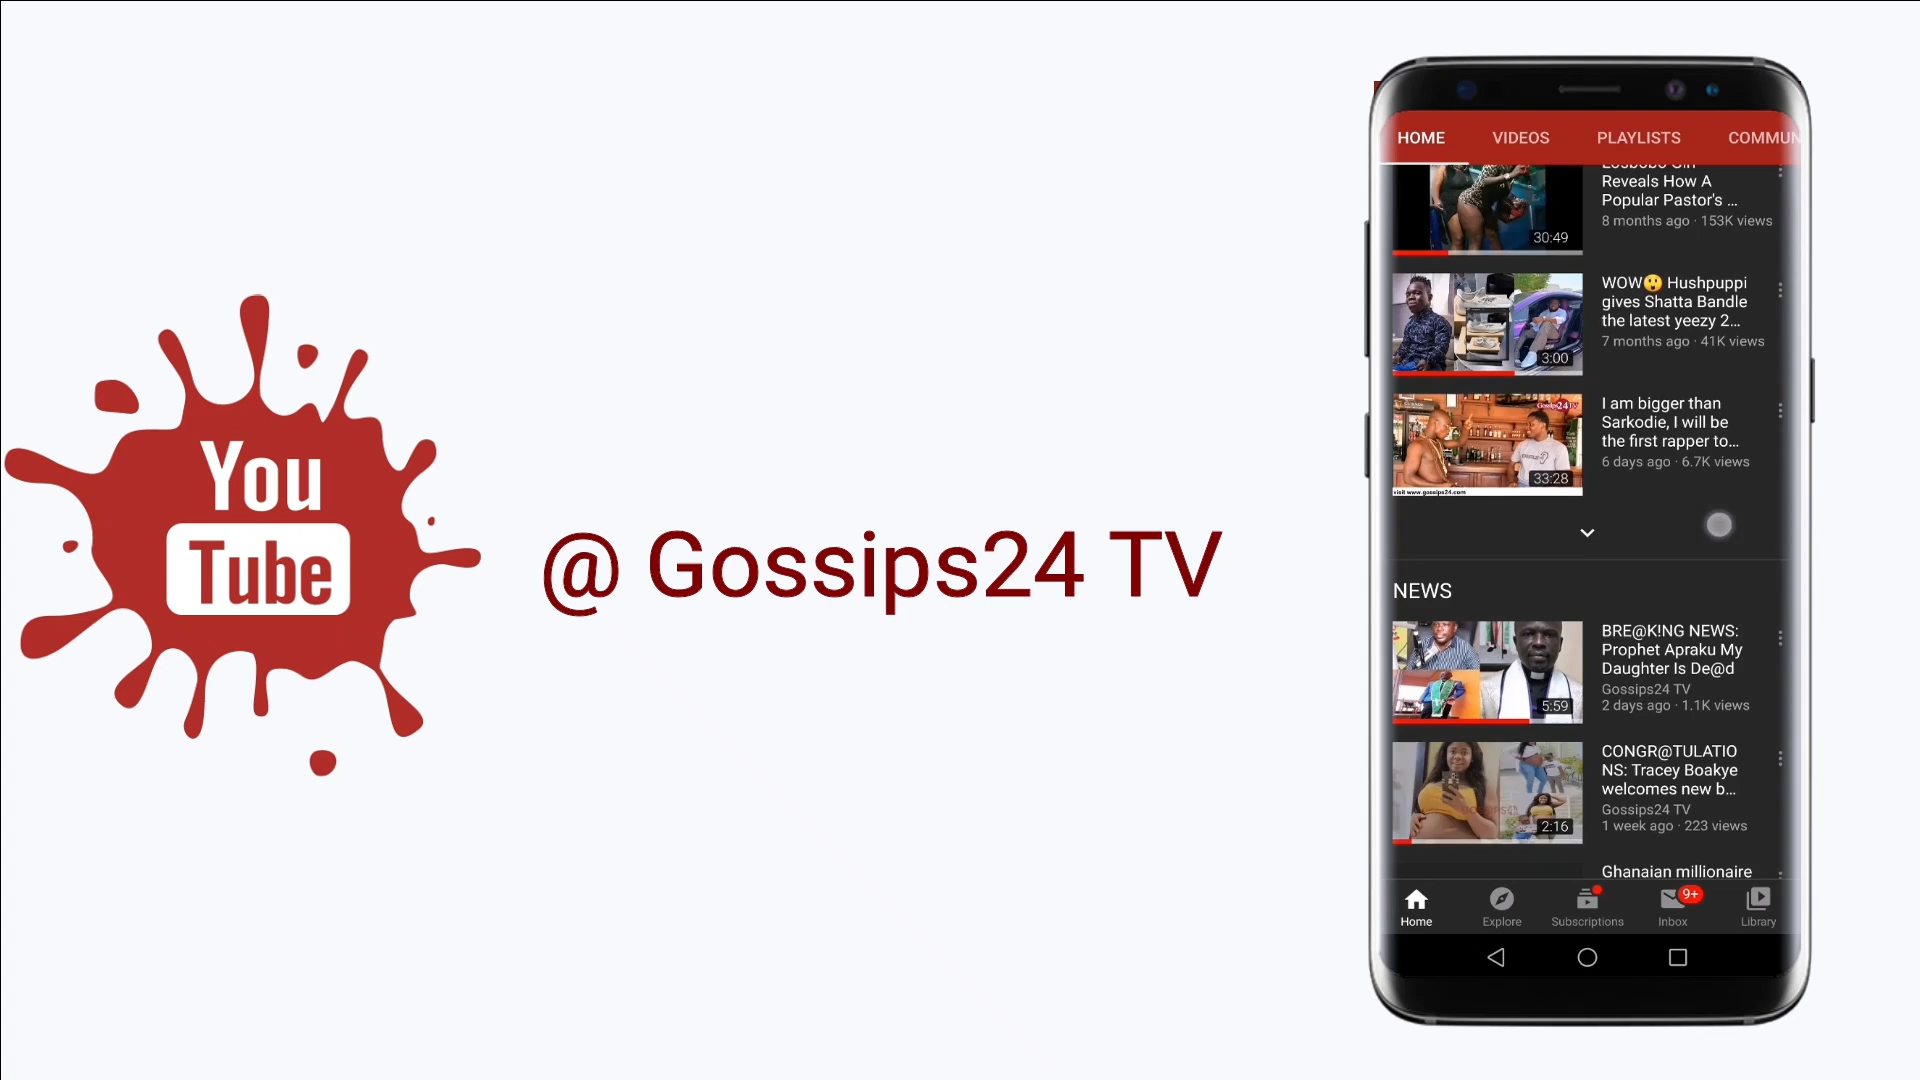 You
Tube
@ Gossips24 TV
HOME VIDEOS PLAYLISTS COMMUN
Reveals How A
Popular Pastor's ...
8 months ago · 153K views
30:49
WOW😲 Hushpuppi
gives Shatta Bandle
the latest yeezy 2...
7 months ago · 41K views
3:00
Gossips24TV
I am bigger than
Sarkodie, I will be
the first rapper to...
6 days ago · 6.7K views
33:28
visit www.gossips24.com
NEWS
BRE@K!NG NEWS:
Prophet Apraku My
Daughter Is De@d
Gossips24 TV
2 days ago · 1.1K views
5:59
CONGR@TULATIO
NS: Tracey Boakye
welcomes new b...
Gossips24 TV
1 week ago · 223 views
2:16
Ghanaian millionaire
9+
Home Explore Subscriptions Inbox Library